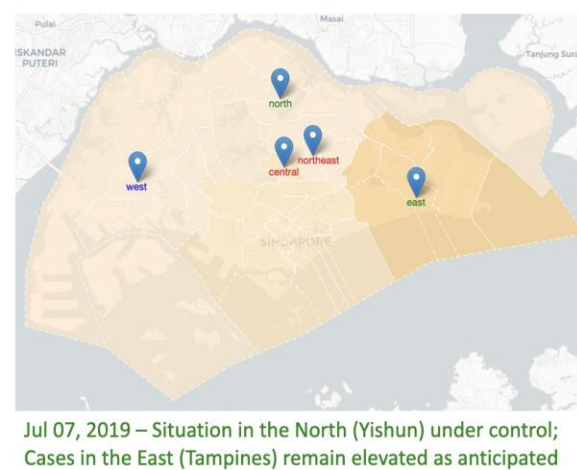 Pulai
Masai
ISKANDAR
PUTERI
Tanjung Sura
north
northeast
central
west
east
SINGAPORE
Jul 07, 2019 – Situation in the North (Yishun) under control;
Cases in the East (Tampines) remain elevated as anticipated